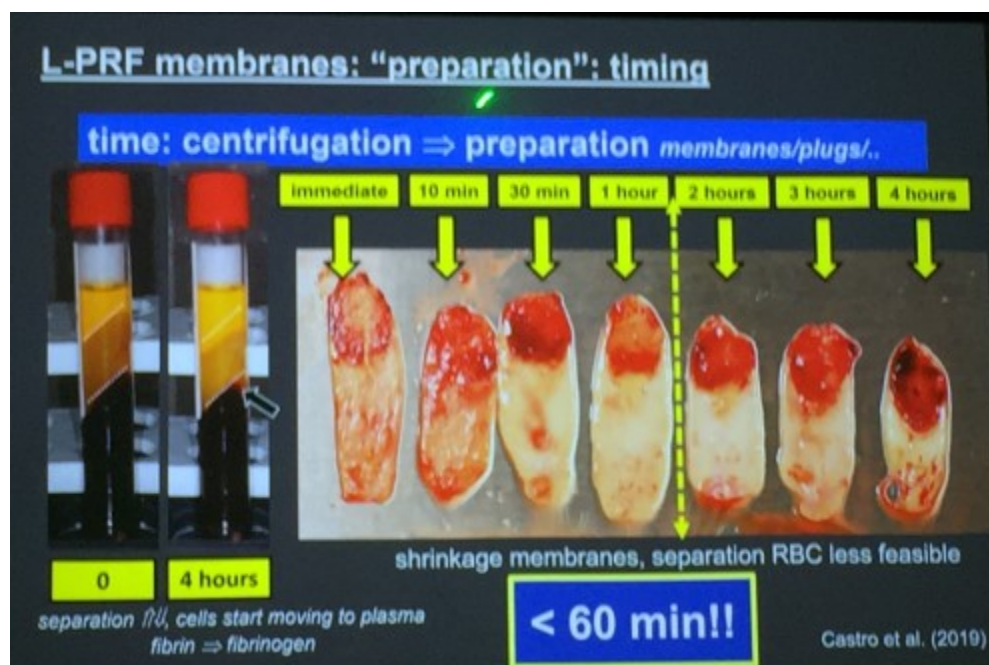 L-PRF membranes: “preparation”: timing
time: centrifugation ⇒ preparation membranes/plugs/..
immediate
10 min
30 min
1 hour
2 hours
3 hours
4 hours
shrinkage membranes, separation RBC less feasible
0
4 hours
separation ⇑⇓, cells start moving to plasma
fibrin ⇒ fibrinogen
< 60 min!!
Castro et al. (2019)